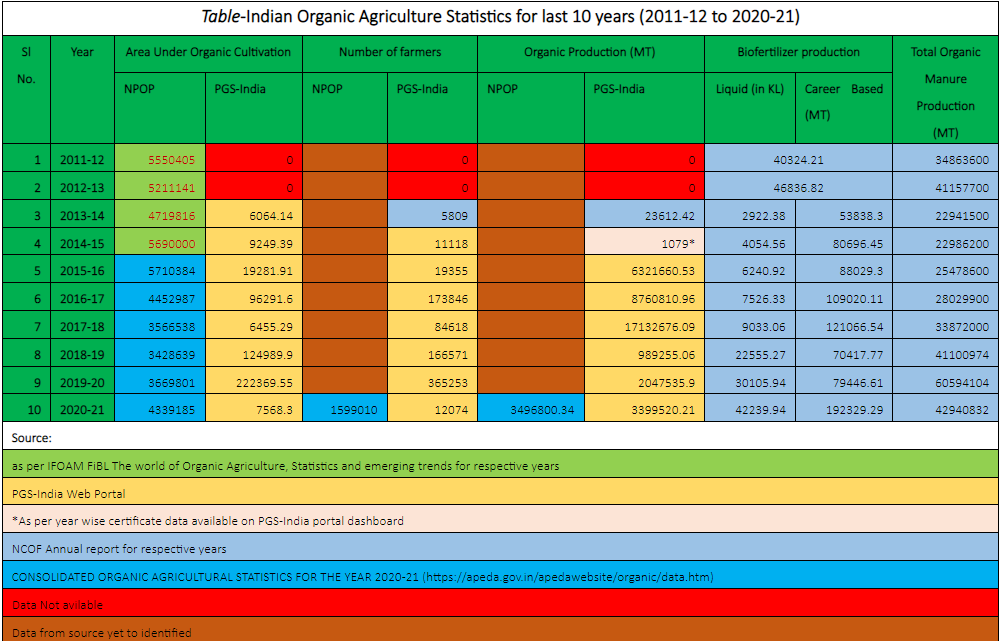 Table-Indian Organic Agriculture Statistics for last 10 years (2011-12 to 2020-21)
Sl No. Year Area Under Organic Cultivation Number of farmers Organic Production (MT) Biofertilizer production Total Organic Manure Production (MT)
NPOP PGS-India NPOP PGS-India NPOP PGS-India Liquid (in KL) Career Based (MT)
1 2011-12 5550405 0 0 0 40324.21 34863600
2 2012-13 5211141 0 0 0 46836.82 41157700
3 2013-14 4719816 6064.14 5809 23612.42 2922.38 53838.3 22941500
4 2014-15 5690000 9249.39 11118 1079* 4054.56 80696.45 22986200
5 2015-16 5710384 19281.91 19355 6321660.53 6240.92 88029.3 25478600
6 2016-17 4452987 96291.6 173846 8760810.96 7526.33 109020.11 28029900
7 2017-18 3566538 6455.29 84618 17132676.09 9033.06 121066.54 33872000
8 2018-19 3428639 124989.9 166571 989255.06 22555.27 70417.77 41100974
9 2019-20 3669801 222369.55 365253 2047535.9 30105.94 79446.61 60594104
10 2020-21 4339185 7568.3 1599010 12074 3496800.34 3399520.21 42239.94 192329.29 42940832
Source:
as per IFOAM FiBL The world of Organic Agriculture, Statistics and emerging trends for respective years
PGS-India Web Portal
*As per year wise certificate data available on PGS-India portal dashboard
NCOF Annual report for respective years
CONSOLIDATED ORGANIC AGRICULTURAL STATISTICS FOR THE YEAR 2020-21 (https://apeda.gov.in/apedawebsite/organic/data.htm)
Data Not avilable
Data from source yet to identified